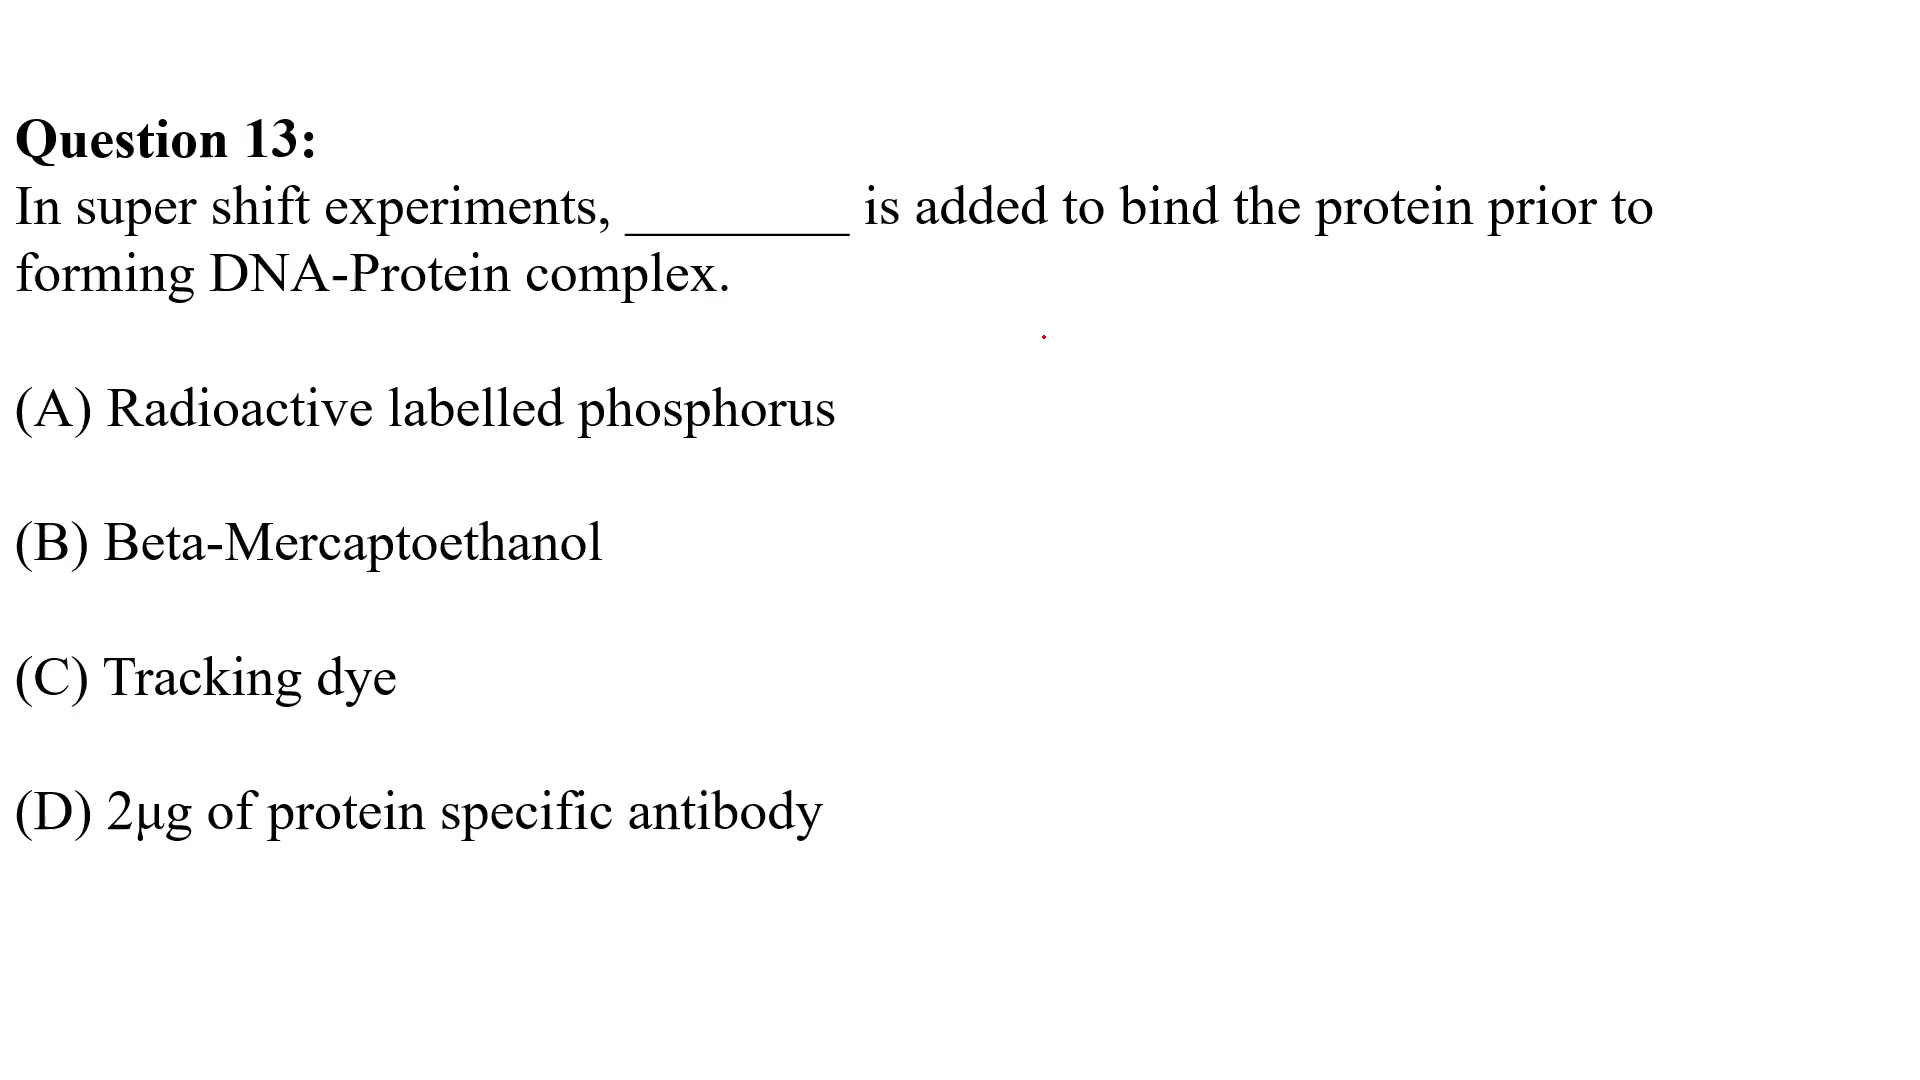 Question 13:
In super shift experiments, ________ is added to bind the protein prior to
forming DNA-Protein complex.
(A) Radioactive labelled phosphorus
(B) Beta-Mercaptoethanol
(C) Tracking dye
(D) 2μg of protein specific antibody